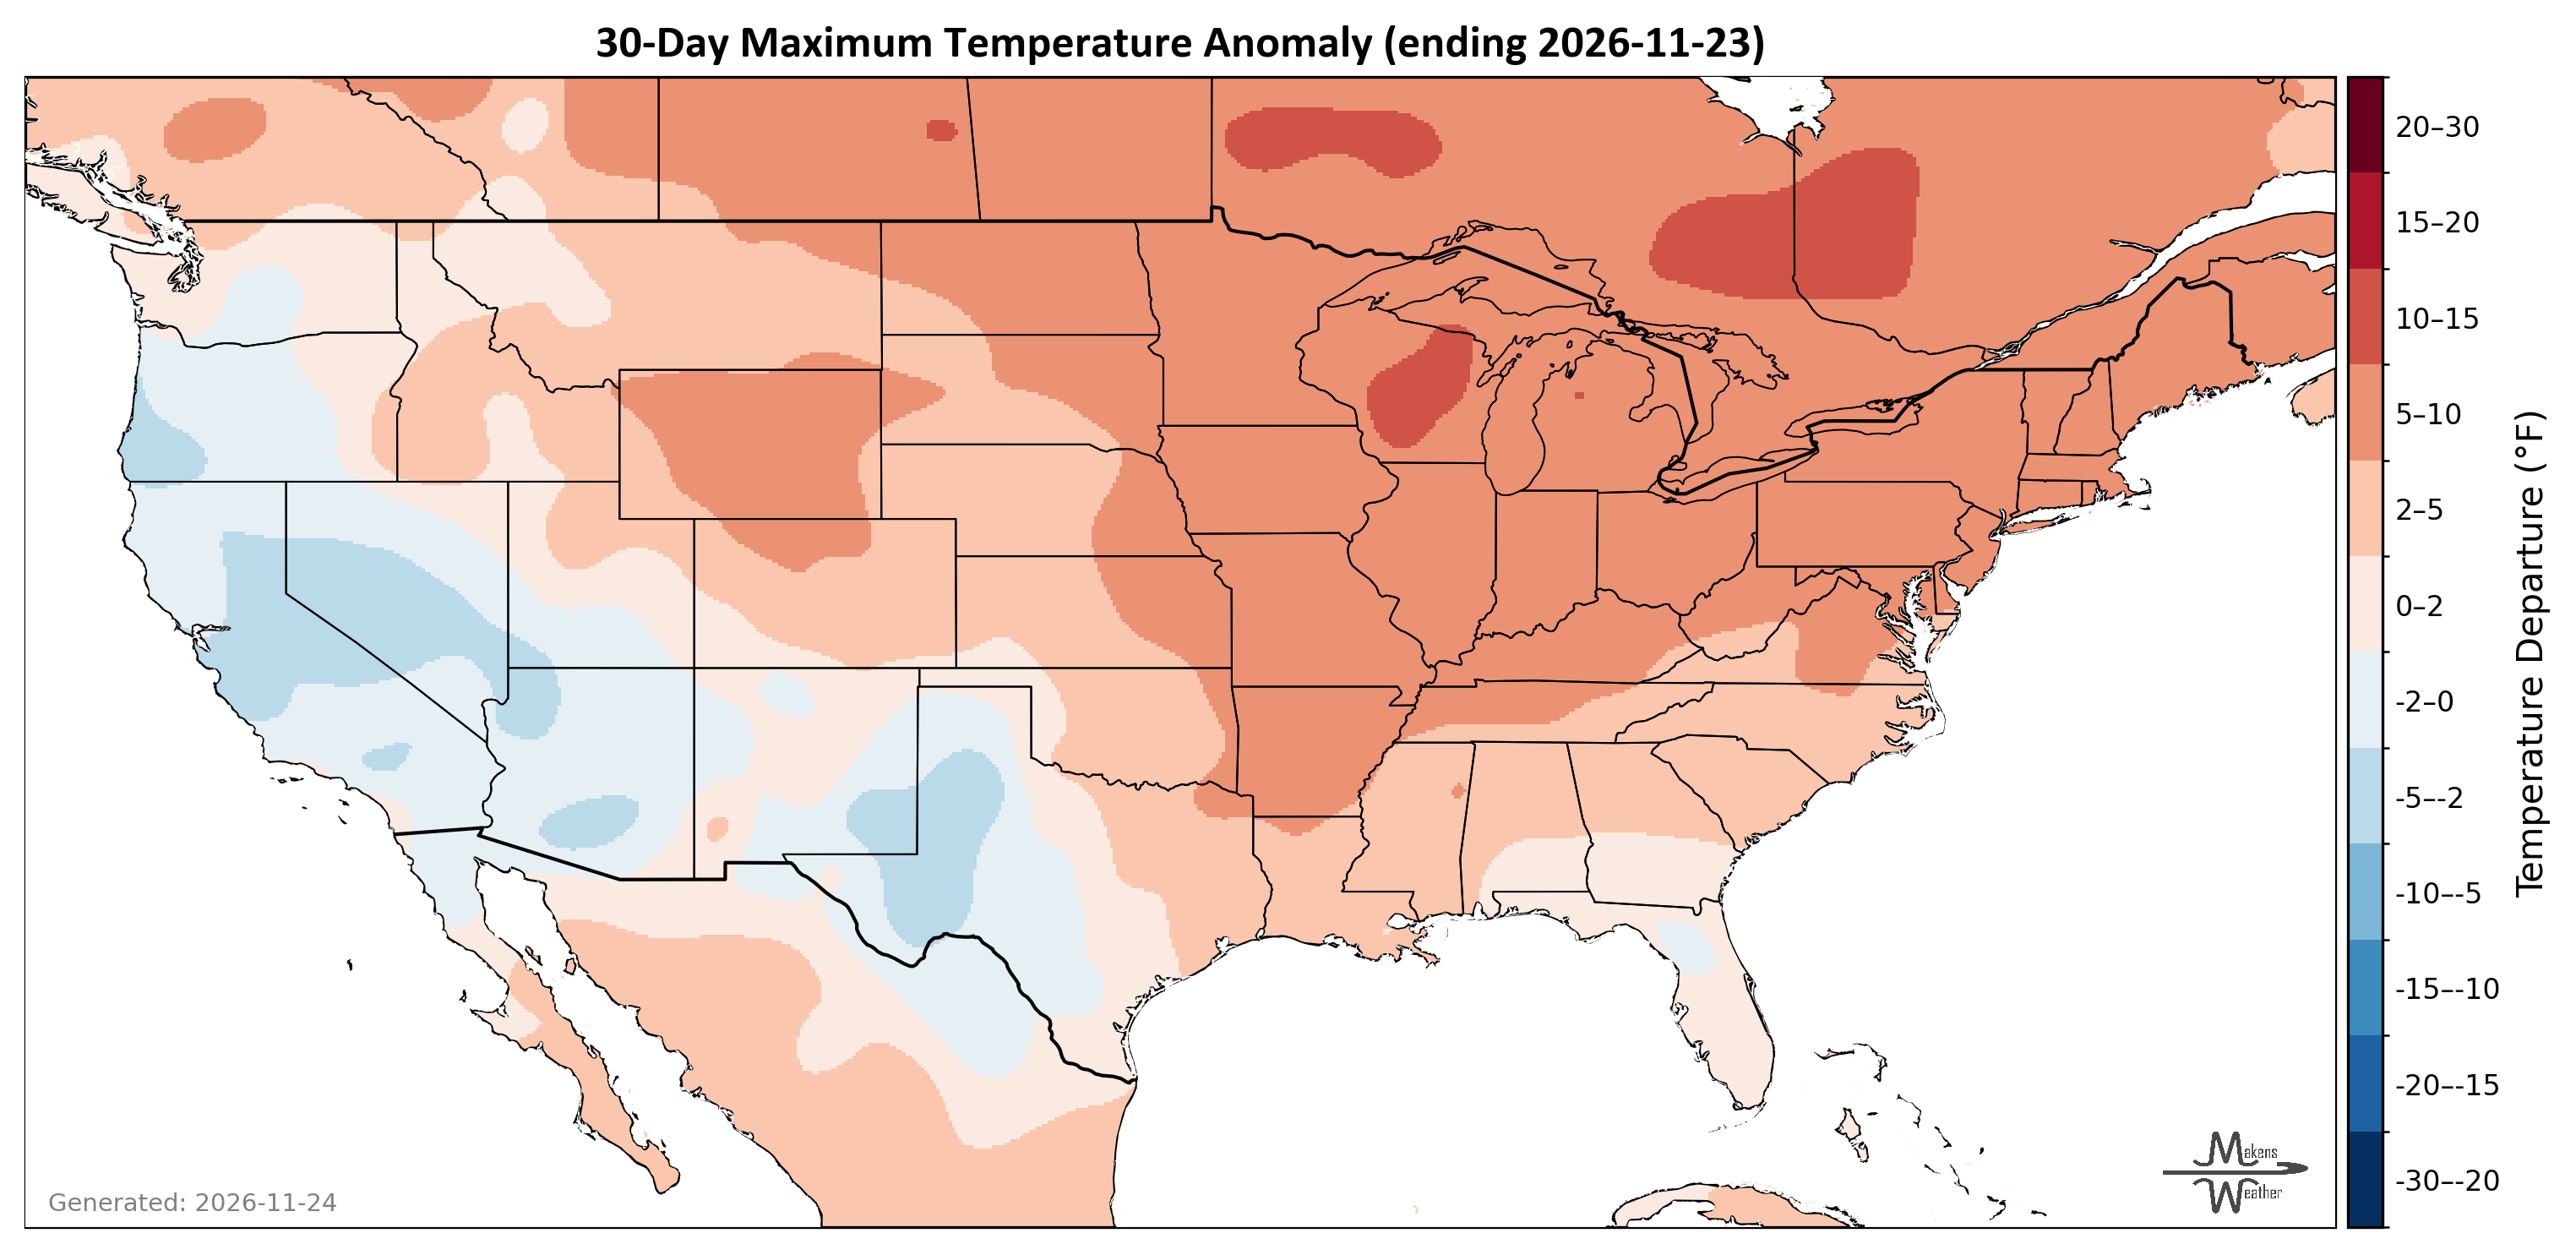 30-Day Maximum Temperature Anomaly (ending 2026-11-23)
20–30
15–20
10–15
5–10
2–5
0–2
-2–0
-5–-2
-10–-5
-15–-10
-20–-15
-30–-20
Temperature Departure (°F)
Generated: 2026-11-24
Makens
Weather